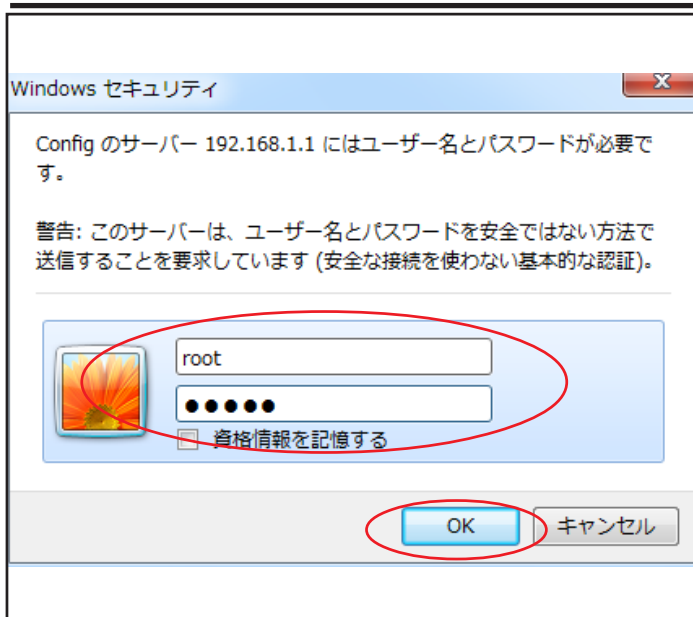 Windows セキュリティ
Config のサーバー 192.168.1.1 にはユーザー名とパスワードが必要で
す。
警告: このサーバーは、ユーザー名とパスワードを安全ではない方法で
送信することを要求しています (安全な接続を使わない基本的な認証)。
root
●●●●●
資格情報を記憶する
OK
キャンセル